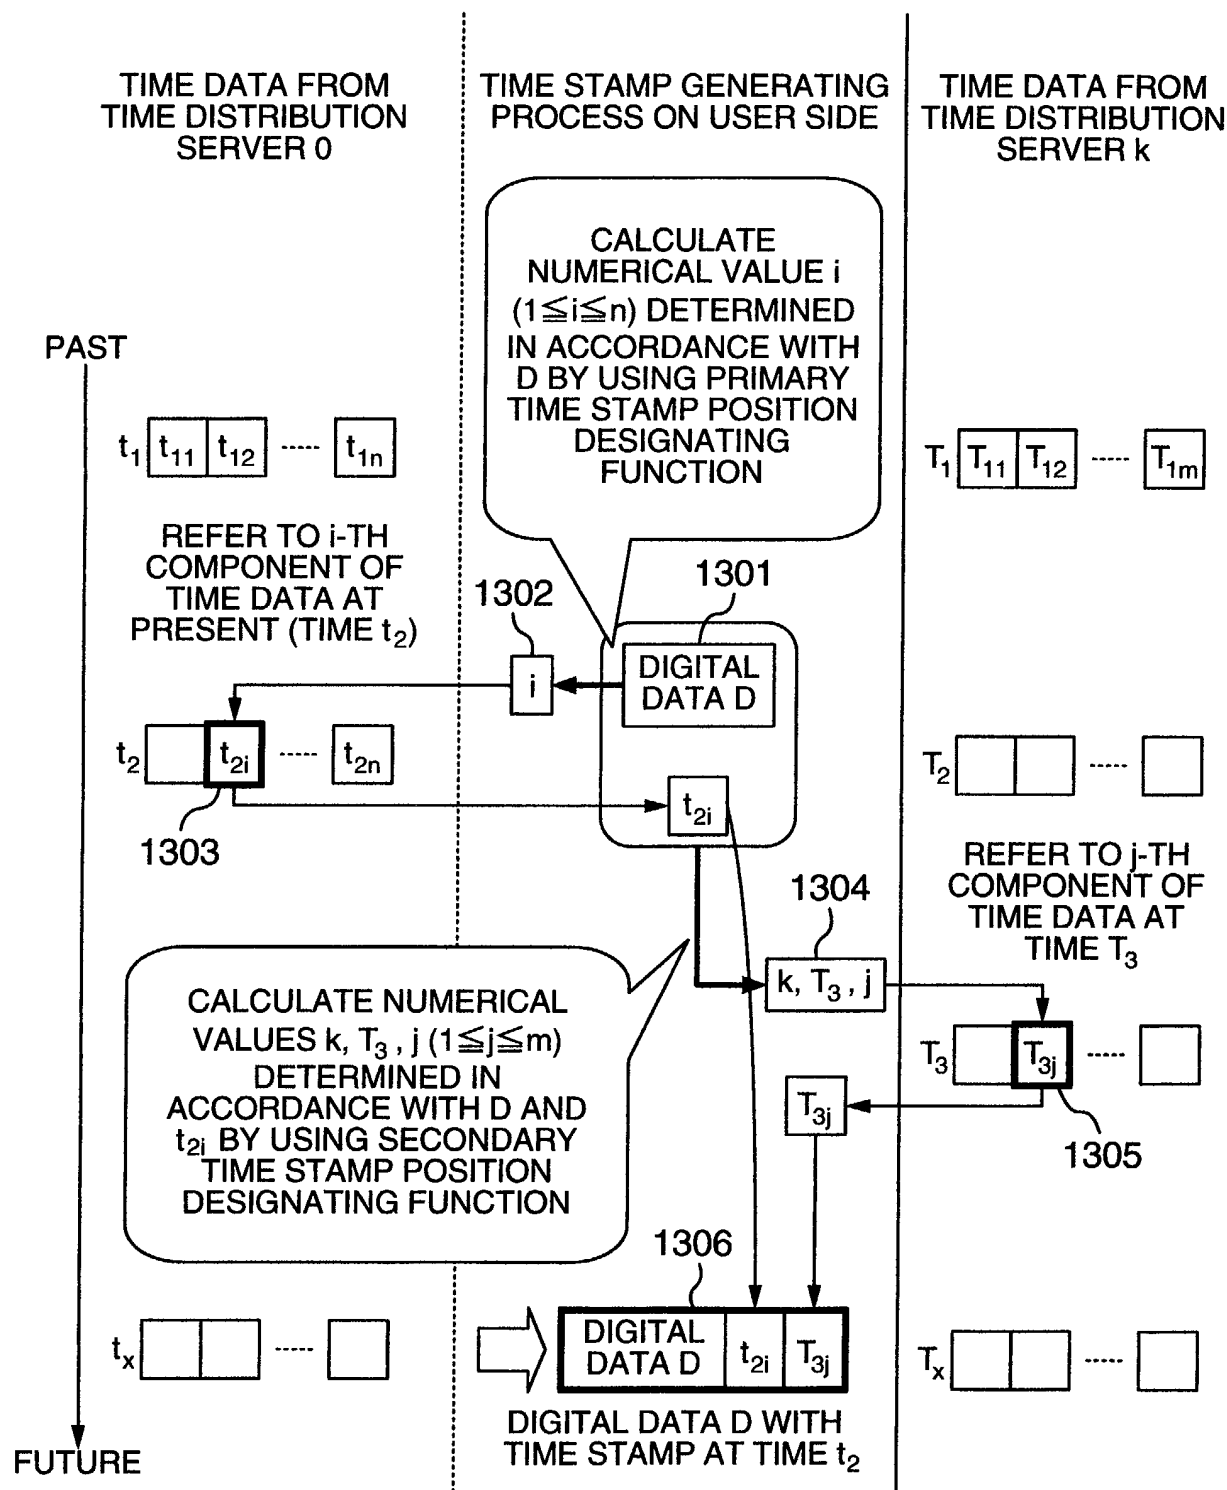 TIME DATA FROM
TIME DISTRIBUTION
SERVER 0
TIME STAMP GENERATING
PROCESS ON USER SIDE
TIME DATA FROM
TIME DISTRIBUTION
SERVER k
CALCULATE
NUMERICAL VALUE i
(1≦i≦n) DETERMINED
IN ACCORDANCE WITH
D BY USING PRIMARY
TIME STAMP POSITION
DESIGNATING
FUNCTION
PAST
t1 t11 t12 ----- t1n
T1 T11 T12 ----- T1m
REFER TO i-TH
COMPONENT OF
TIME DATA AT
PRESENT (TIME t2)
1302
1301
i
DIGITAL
DATA D
t2 t2i ----- t2n
T2 -----
1303
t2i
REFER TO j-TH
COMPONENT OF
TIME DATA AT
TIME T3
1304
k, T3 , j
CALCULATE NUMERICAL
VALUES k, T3 , j (1≦j≦m)
DETERMINED IN
ACCORDANCE WITH D AND
t2i BY USING SECONDARY
TIME STAMP POSITION
DESIGNATING FUNCTION
T3 T3j -----
T3j
1305
1306
tx -----
DIGITAL
DATA D
t2i T3j
Tx -----
DIGITAL DATA D WITH
TIME STAMP AT TIME t2
FUTURE